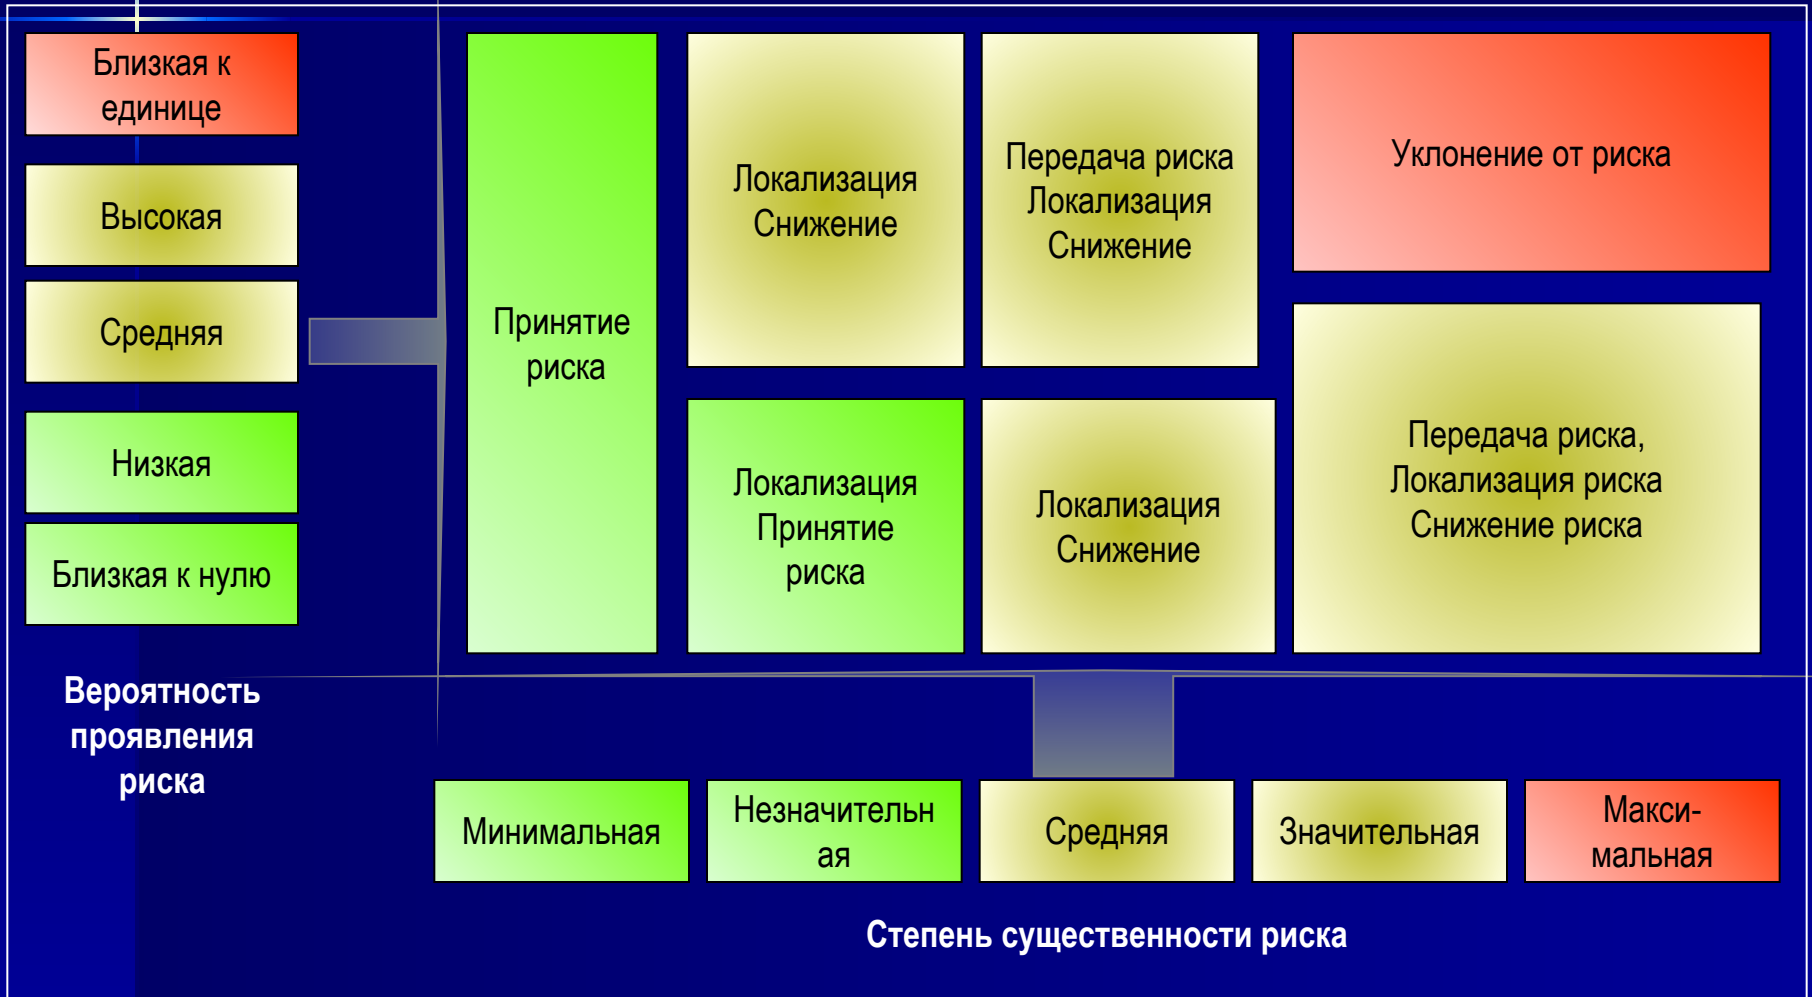 Близкая к
единице
Высокая
Средняя
Низкая
Близкая к нулю
Вероятность
проявления
риска
Принятие
риска
Локализация
Снижение
Передача риска
Локализация
Снижение
Уклонение от риска
Локализация
Принятие
риска
Локализация
Снижение
Передача риска,
Локализация риска
Снижение риска
Минимальная
Незначительн
ая
Средняя
Значительная
Макси-
мальная
Степень существенности риска